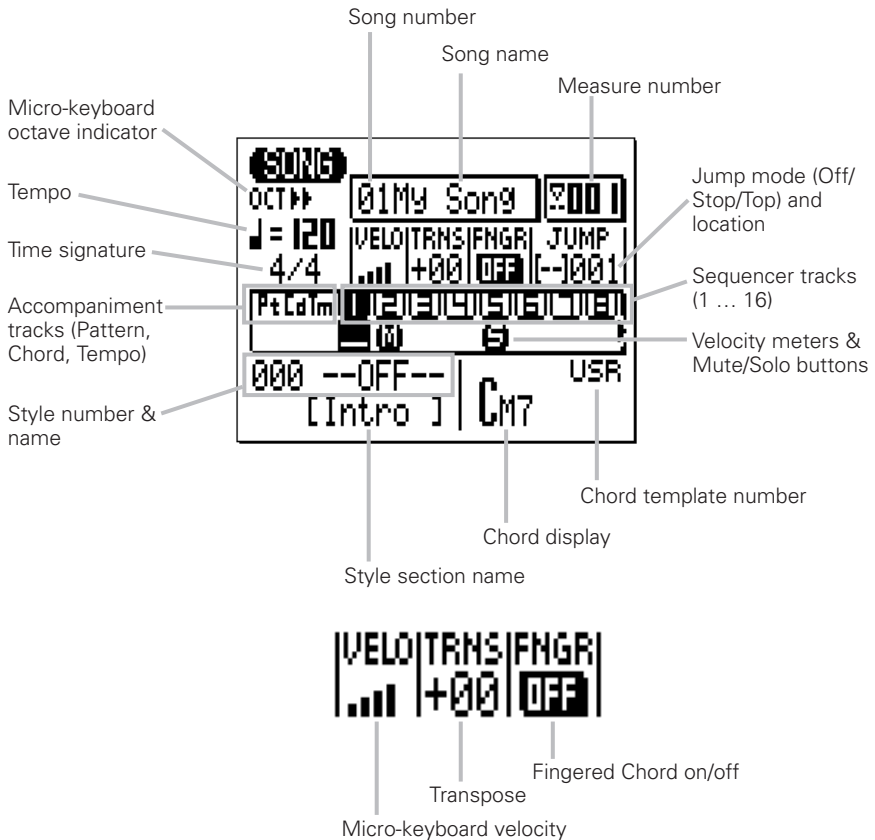 Song number
Song name
Measure number
Micro-keyboard
octave indicator
Tempo
Time signature
Accompaniment
tracks (Pattern,
Chord, Tempo)
Style number &
name
SONG
OCT
01My Song
001
♩=120
4/4
VELO TRNS FNGR JUMP
+00 OFF [--]001
PtCdTm 1 2 3 4 5 6 7 8
M S
000 --OFF--
USR
[Intro ]
CM7
Jump mode (Off/
Stop/Top) and
location
Sequencer tracks
(1 … 16)
Velocity meters &
Mute/Solo buttons
Chord template number
Chord display
Style section name
VELO TRNS FNGR
+00 OFF
Fingered Chord on/off
Transpose
Micro-keyboard velocity